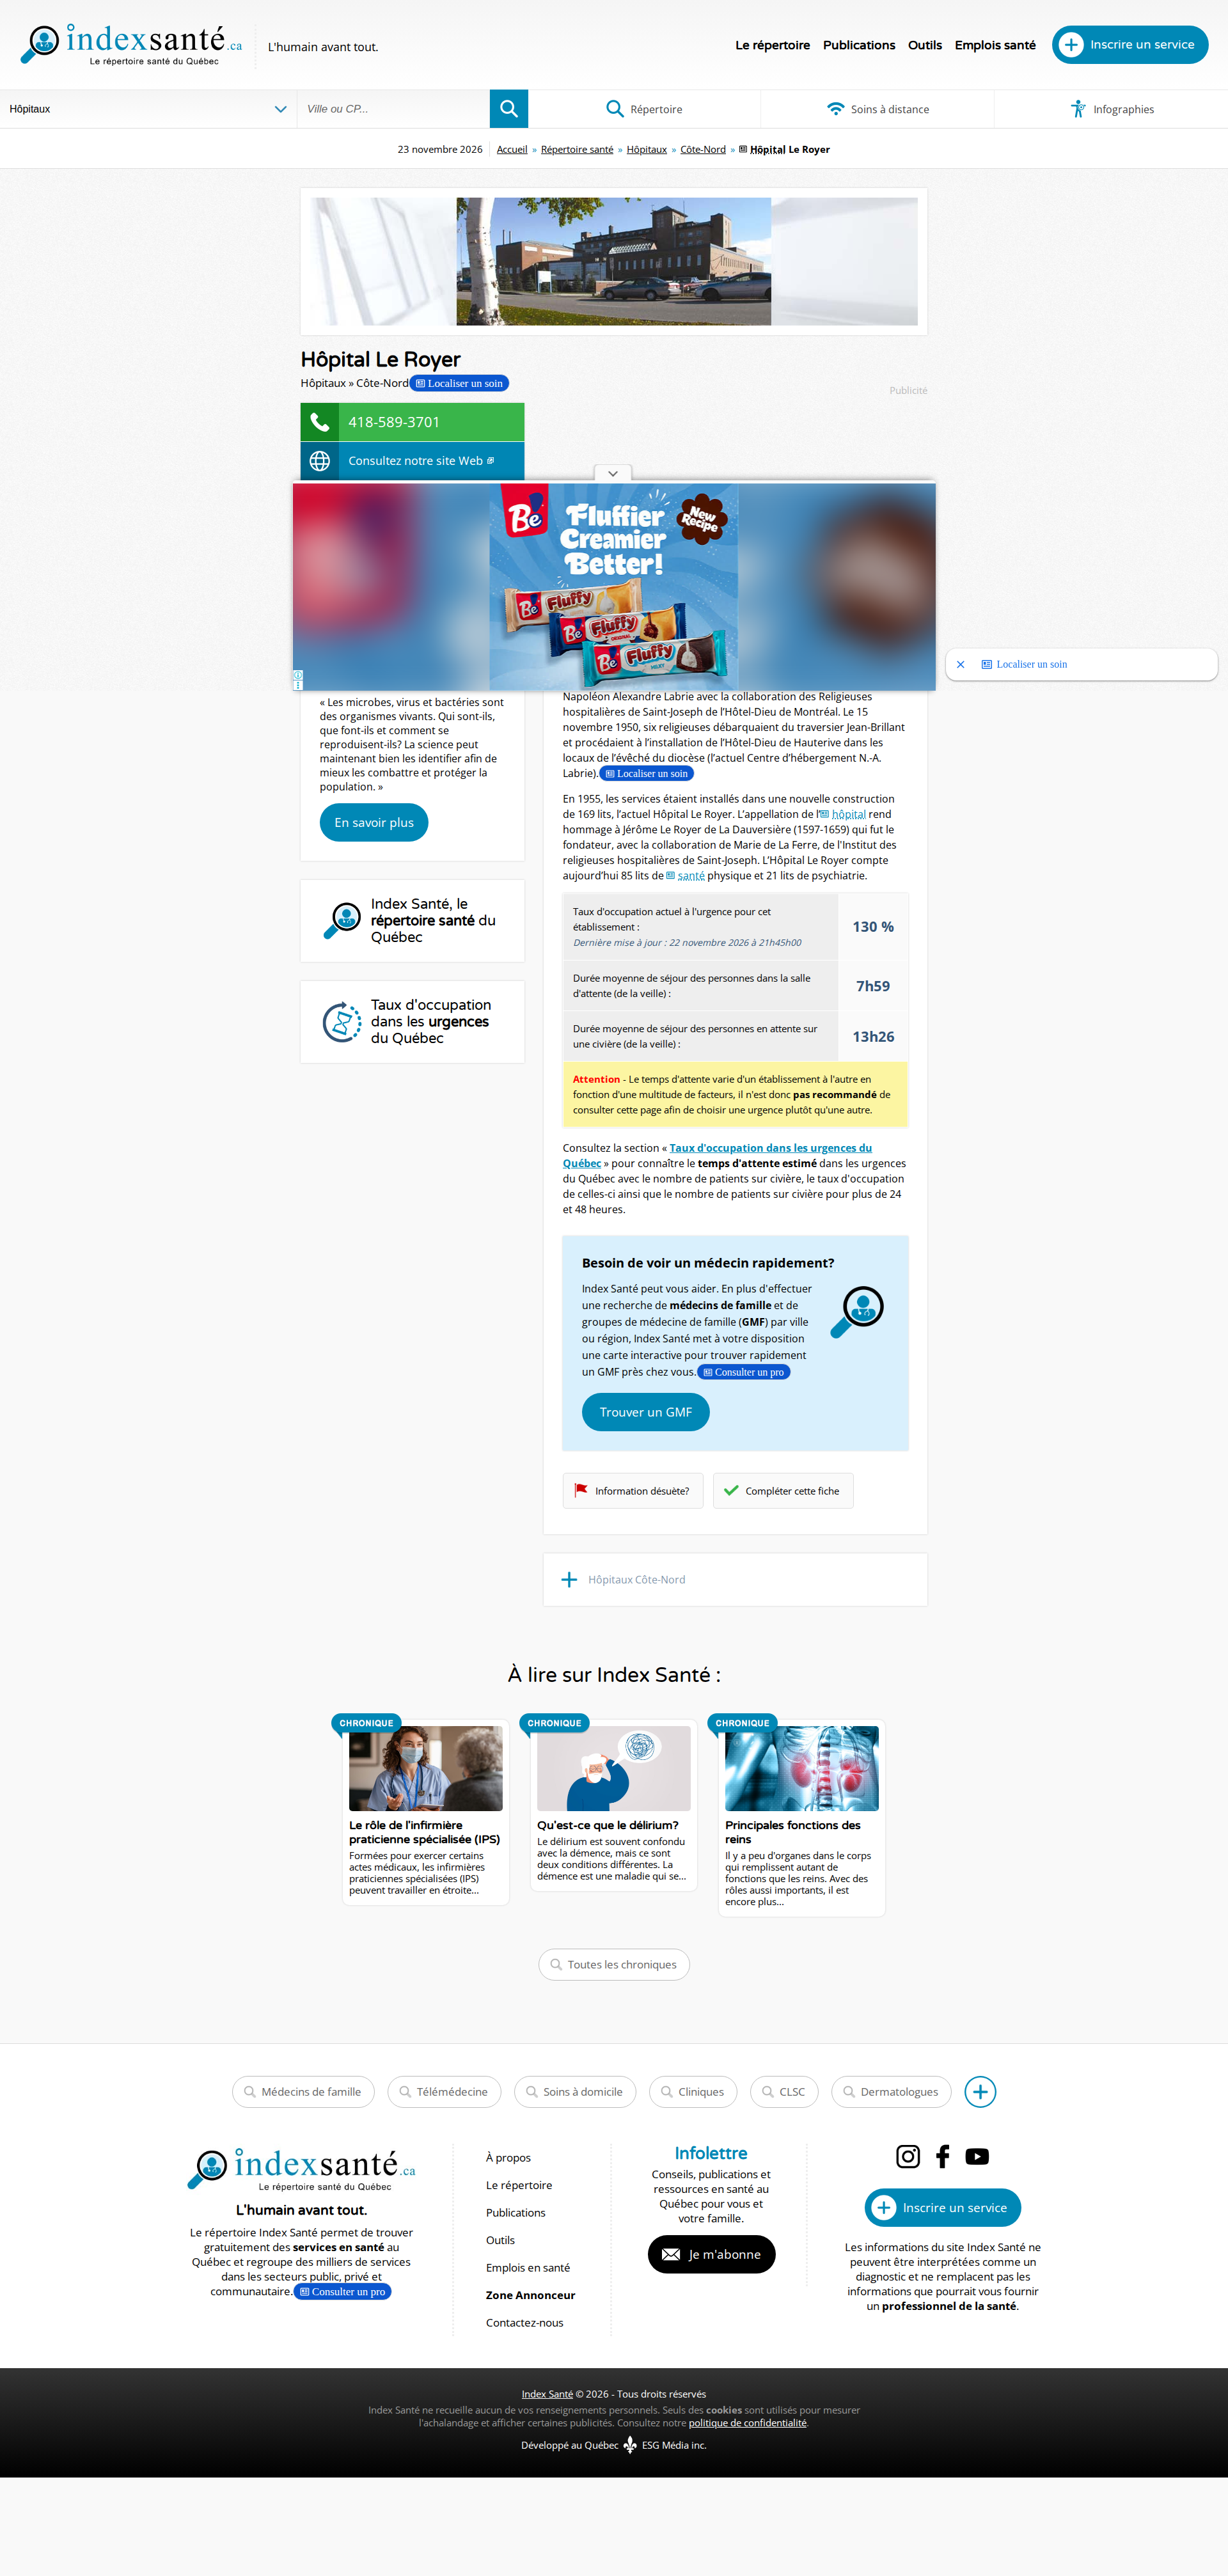 indexsanté.ca
Le répertoire santé du Québec
L'humain avant tout.
Le répertoire
Publications
Outils
Emplois santé
Inscrire un service
Hôpitaux
Ville ou CP...
Répertoire
Soins à distance
Infographies
23 novembre 2026
Accueil » Répertoire santé » Hôpitaux » Côte-Nord » Hôpital Le Royer
Hôpital Le Royer
Hôpitaux » Côte-Nord Localiser un soin
Publicité
418-589-3701
Consultez notre site Web
Be
Fluffier
Creamier
Better!
New
Recipe
Be Fluffy
Be Fluffy
ORIGINAL
Be Fluffy
MILKY
Localiser un soin
« Les microbes, virus et bactéries sont
des organismes vivants. Qui sont-ils,
que font-ils et comment se
reproduisent-ils? La science peut
maintenant bien les identifier afin de
mieux les combattre et protéger la
population. »
En savoir plus
Index Santé, le
répertoire santé du
Québec
Taux d'occupation
dans les urgences
du Québec
Napoléon Alexandre Labrie avec la collaboration des Religieuses
hospitalières de Saint-Joseph de l’Hôtel-Dieu de Montréal. Le 15
novembre 1950, six religieuses débarquaient du traversier Jean-Brillant
et procédaient à l’installation de l’Hôtel-Dieu de Hauterive dans les
locaux de l’évêché du diocèse (l’actuel Centre d’hébergement N.-A.
Labrie). Localiser un soin
En 1955, les services étaient installés dans une nouvelle construction
de 169 lits, l’actuel Hôpital Le Royer. L’appellation de l’ hôpital rend
hommage à Jérôme Le Royer de La Dauversière (1597-1659) qui fut le
fondateur, avec la collaboration de Marie de La Ferre, de l'Institut des
religieuses hospitalières de Saint-Joseph. L’Hôpital Le Royer compte
aujourd’hui 85 lits de santé physique et 21 lits de psychiatrie.
Taux d'occupation actuel à l'urgence pour cet
établissement :
Dernière mise à jour : 22 novembre 2026 à 21h45h00
130 %
Durée moyenne de séjour des personnes dans la salle
d'attente (de la veille) :
7h59
Durée moyenne de séjour des personnes en attente sur
une civière (de la veille) :
13h26
Attention - Le temps d'attente varie d'un établissement à l'autre en
fonction d'une multitude de facteurs, il n'est donc pas recommandé de
consulter cette page afin de choisir une urgence plutôt qu'une autre.
Consultez la section « Taux d'occupation dans les urgences du
Québec » pour connaître le temps d'attente estimé dans les urgences
du Québec avec le nombre de patients sur civière, le taux d'occupation
de celles-ci ainsi que le nombre de patients sur civière pour plus de 24
et 48 heures.
Besoin de voir un médecin rapidement?
Index Santé peut vous aider. En plus d'effectuer
une recherche de médecins de famille et de
groupes de médecine de famille (GMF) par ville
ou région, Index Santé met à votre disposition
une carte interactive pour trouver rapidement
un GMF près chez vous. Consulter un pro
Trouver un GMF
Information désuète?
Compléter cette fiche
Hôpitaux Côte-Nord
À lire sur Index Santé :
CHRONIQUE
Le rôle de l'infirmière
praticienne spécialisée (IPS)
Formées pour exercer certains
actes médicaux, les infirmières
praticiennes spécialisées (IPS)
peuvent travailler en étroite...
CHRONIQUE
Qu'est-ce que le délirium?
Le délirium est souvent confondu
avec la démence, mais ce sont
deux conditions différentes. La
démence est une maladie qui se...
CHRONIQUE
Principales fonctions des
reins
Il y a peu d'organes dans le corps
qui remplissent autant de
fonctions que les reins. Avec des
rôles aussi importants, il est
encore plus...
Toutes les chroniques
Médecins de famille
Télémédecine
Soins à domicile
Cliniques
CLSC
Dermatologues
indexsanté.ca
Le répertoire santé du Québec
L'humain avant tout.
Le répertoire Index Santé permet de trouver
gratuitement des services en santé au
Québec et regroupe des milliers de services
dans les secteurs public, privé et
communautaire. Consulter un pro
À propos
Le répertoire
Publications
Outils
Emplois en santé
Zone Annonceur
Contactez-nous
Infolettre
Conseils, publications et
ressources en santé au
Québec pour vous et
votre famille.
Je m'abonne
Inscrire un service
Les informations du site Index Santé ne
peuvent être interprétées comme un
diagnostic et ne remplacent pas les
informations que pourrait vous fournir
un professionnel de la santé.
Index Santé © 2026 - Tous droits réservés
Index Santé ne recueille aucun de vos renseignements personnels. Seuls des cookies sont utilisés pour mesurer
l'achalandage et afficher certaines publicités. Consultez notre politique de confidentialité.
Développé au Québec ESG Média inc.